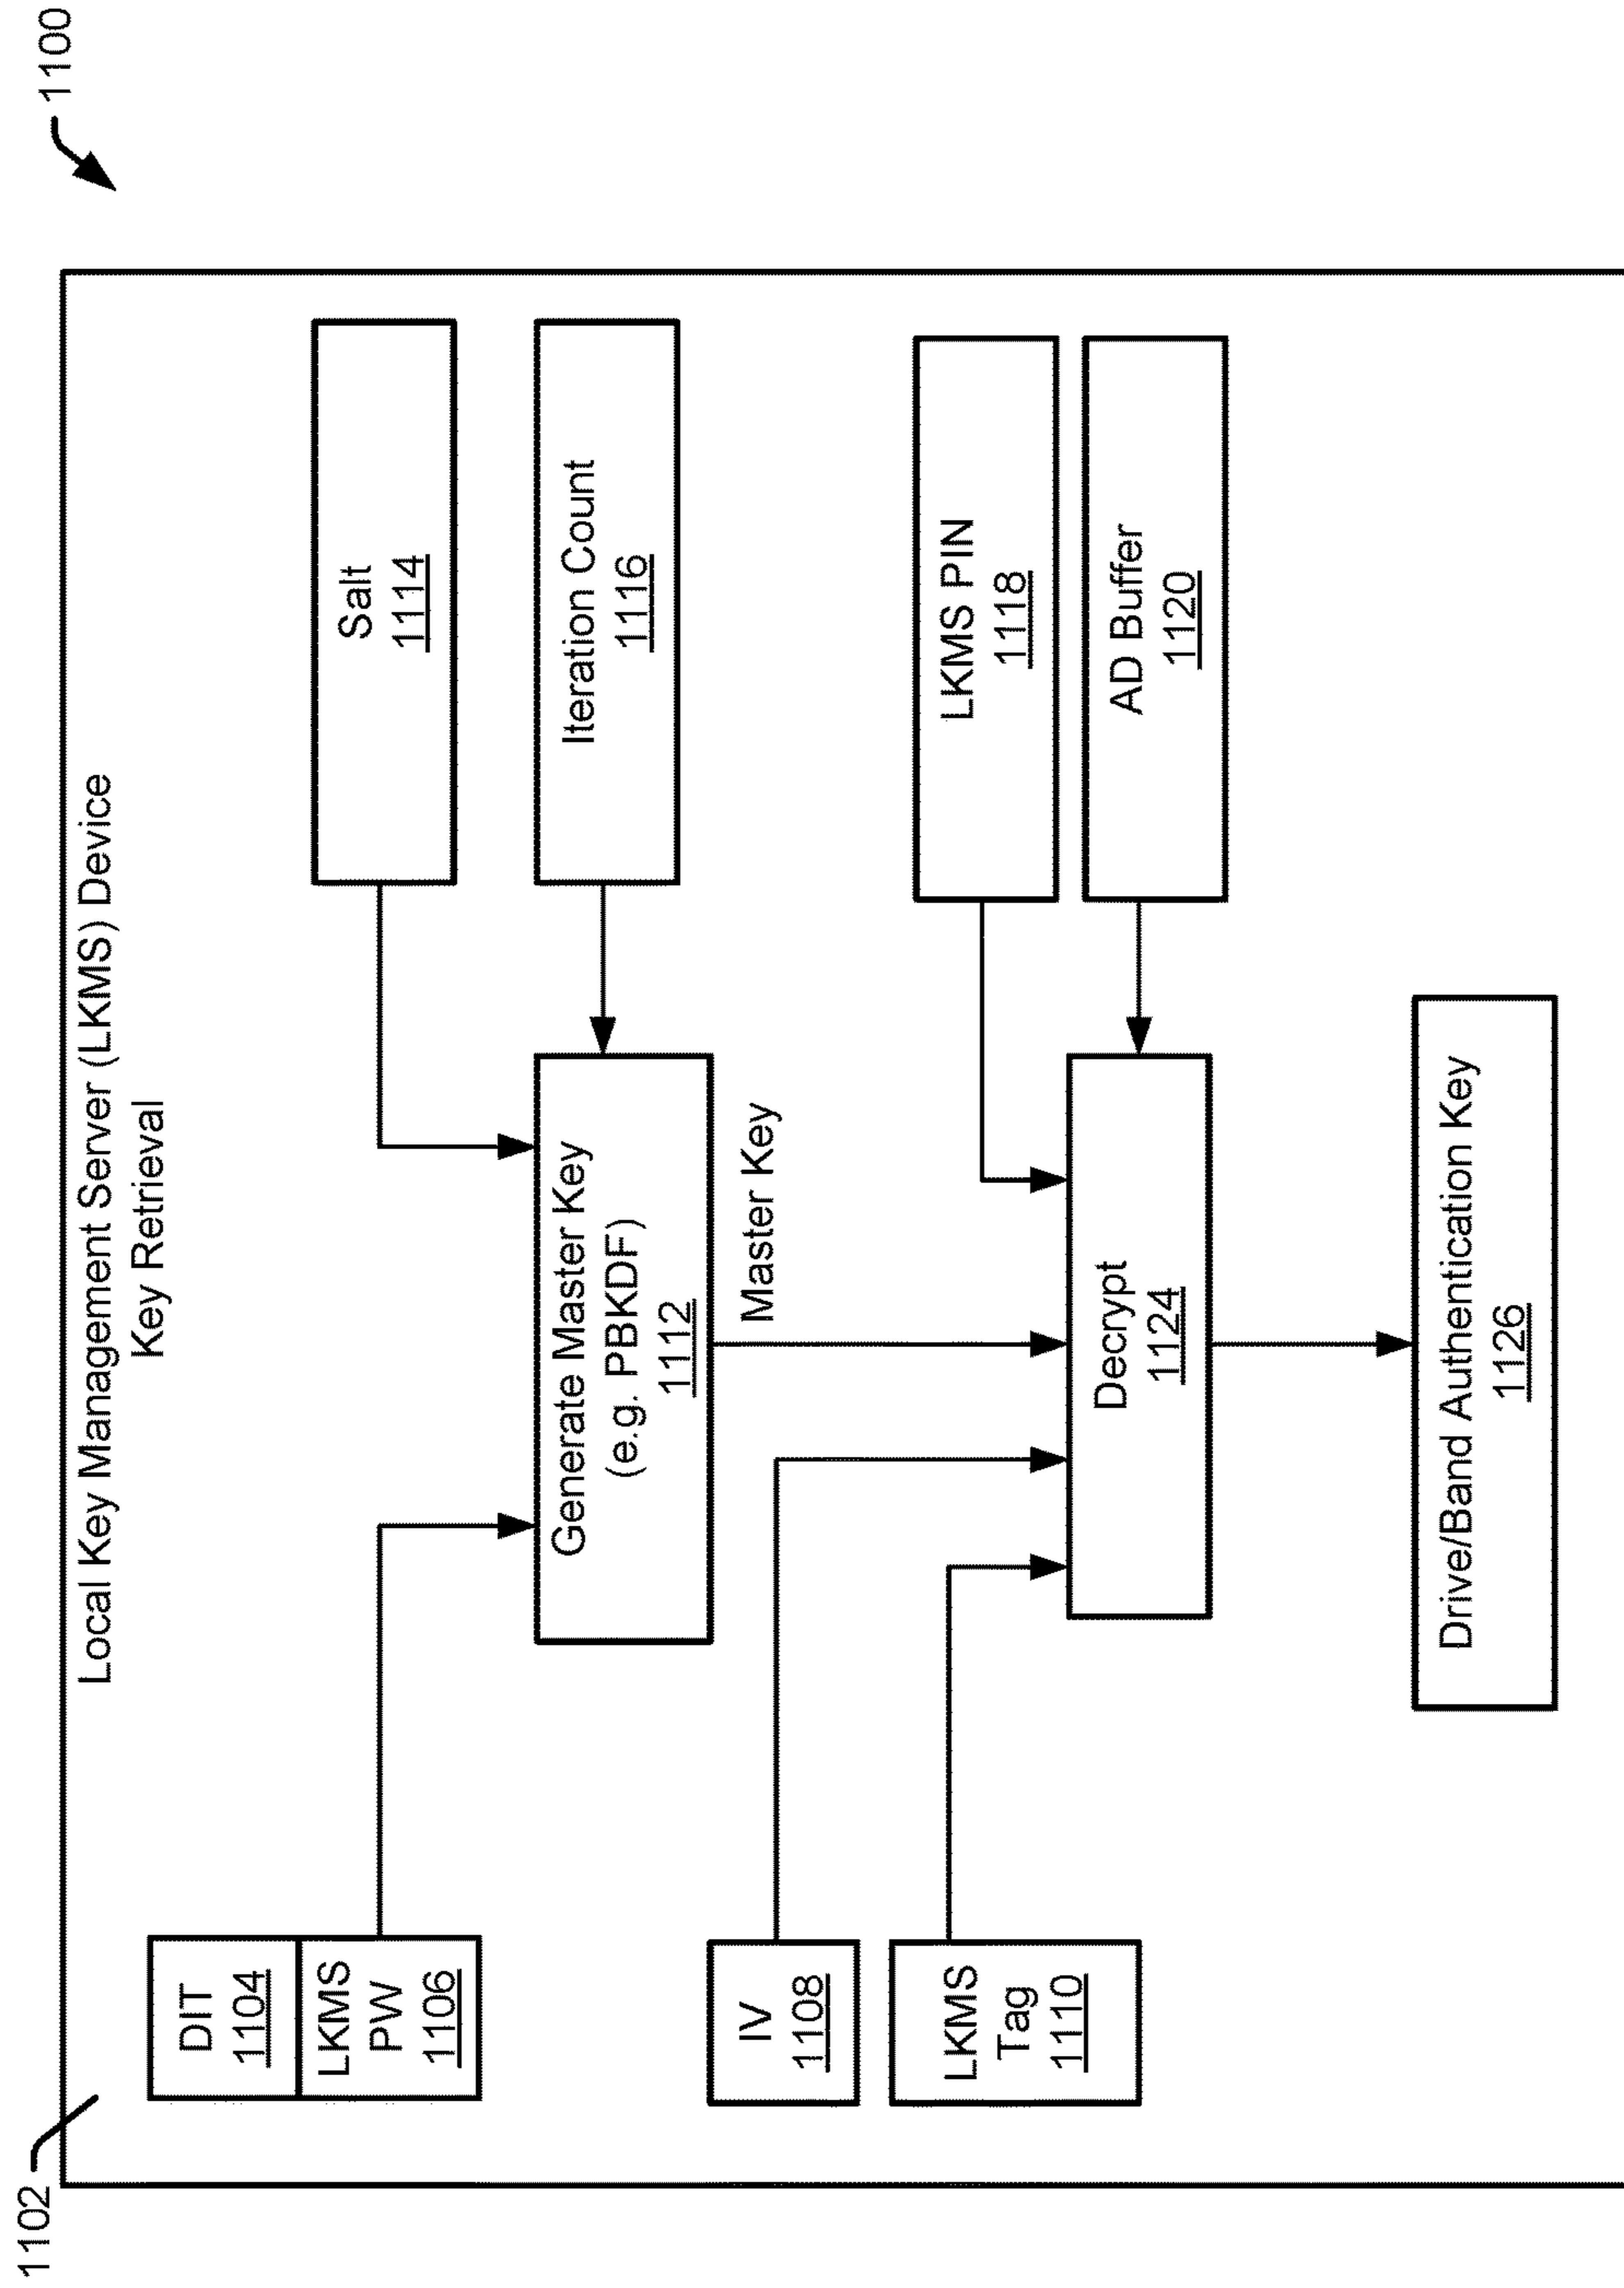 1100
1102
Local Key Management Server (LKMS) Device
Key Retrieval
DIT
1104
LKMS
PW
1106
Salt
1114
Generate Master Key
(e.g. PBKDF)
1112
Iteration Count
1116
Master Key
IV
1108
LKMS
Tag
1110
LKMS PIN
1118
Decrypt
1124
AD Buffer
1120
Drive/Band Authentication Key
1126